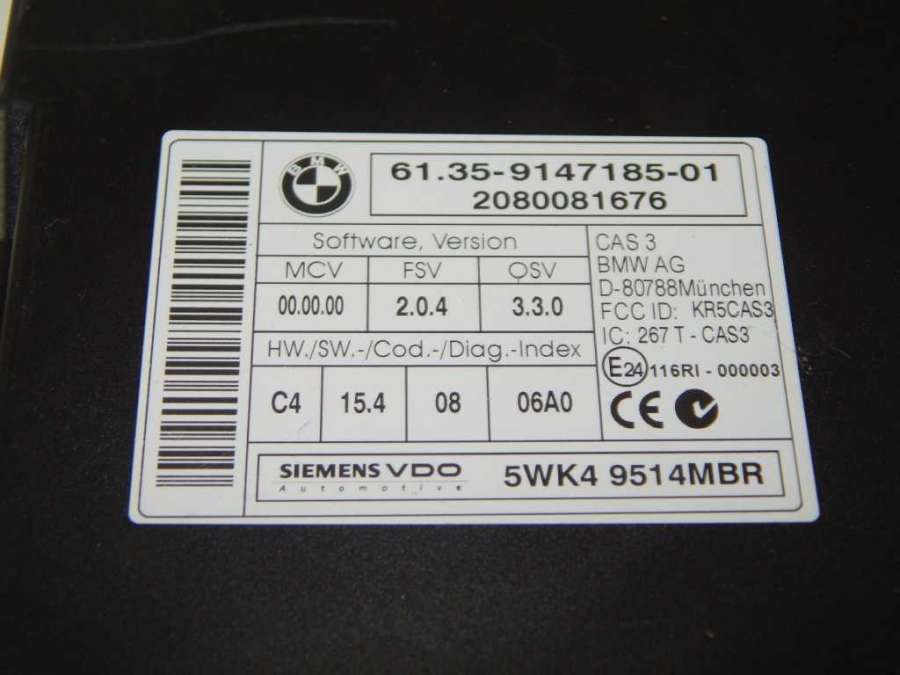 BMW
61.35-9147185-01
2080081676
Software, Version
MCV FSV OSV
00.00.00 2.0.4 3.3.0
HW./SW.-/Cod.-/Diag.-Index
C4 15.4 08 06A0
CAS 3
BMW AG
D-80788München
FCC ID: KR5CAS3
IC: 267 T - CAS3
E24 116RI - 000003
CE
SIEMENS VDO
Automotive
5WK4 9514MBR